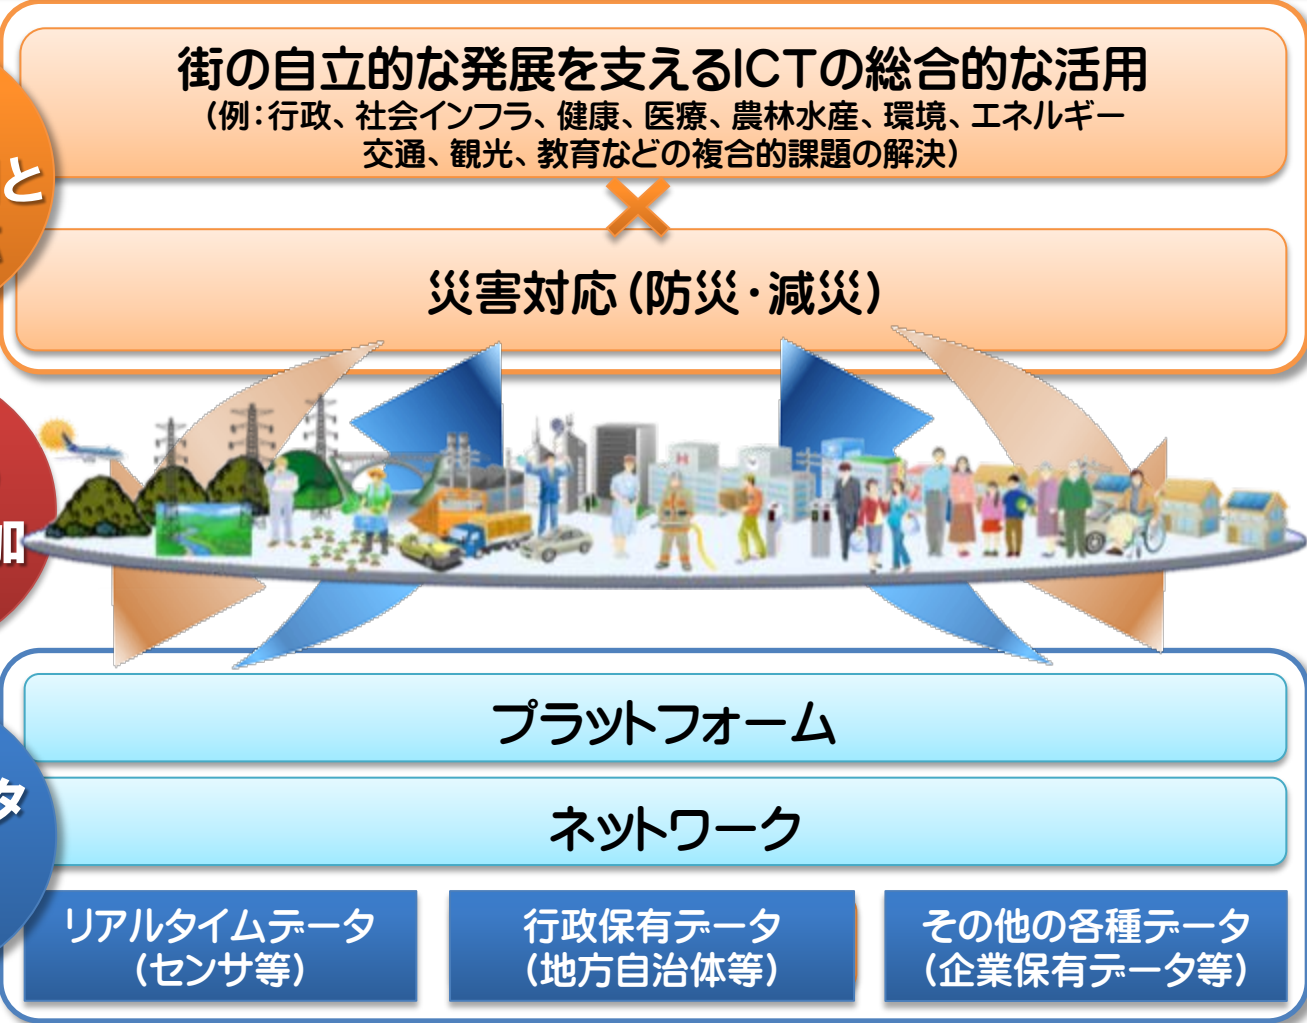 街の自立的な発展を支えるICTの総合的な活用
（例：行政、社会インフラ、健康、医療、農林水産、環境、エネルギー
交通、観光、教育などの複合的課題の解決）
と
災害対応（防災・減災）
加
H
プラットフォーム
タ
ネットワーク
リアルタイムデータ
（センサ等）
行政保有データ
（地方自治体等）
その他の各種データ
（企業保有データ等）